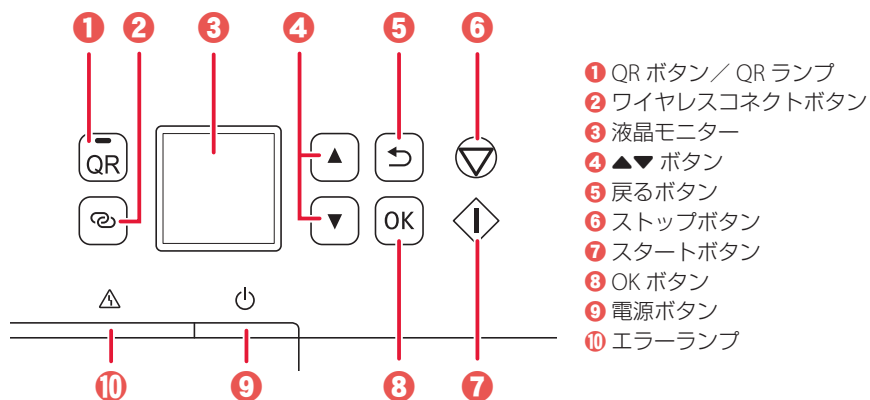 1 2 3 4 5 6
QR
OK
10 9 8 7
1 QR ボタン／ QR ランプ
2 ワイヤレスコネクトボタン
3 液晶モニター
4 ▲▼ ボタン
5 戻るボタン
6 ストップボタン
7 スタートボタン
8 OK ボタン
9 電源ボタン
10 エラーランプ